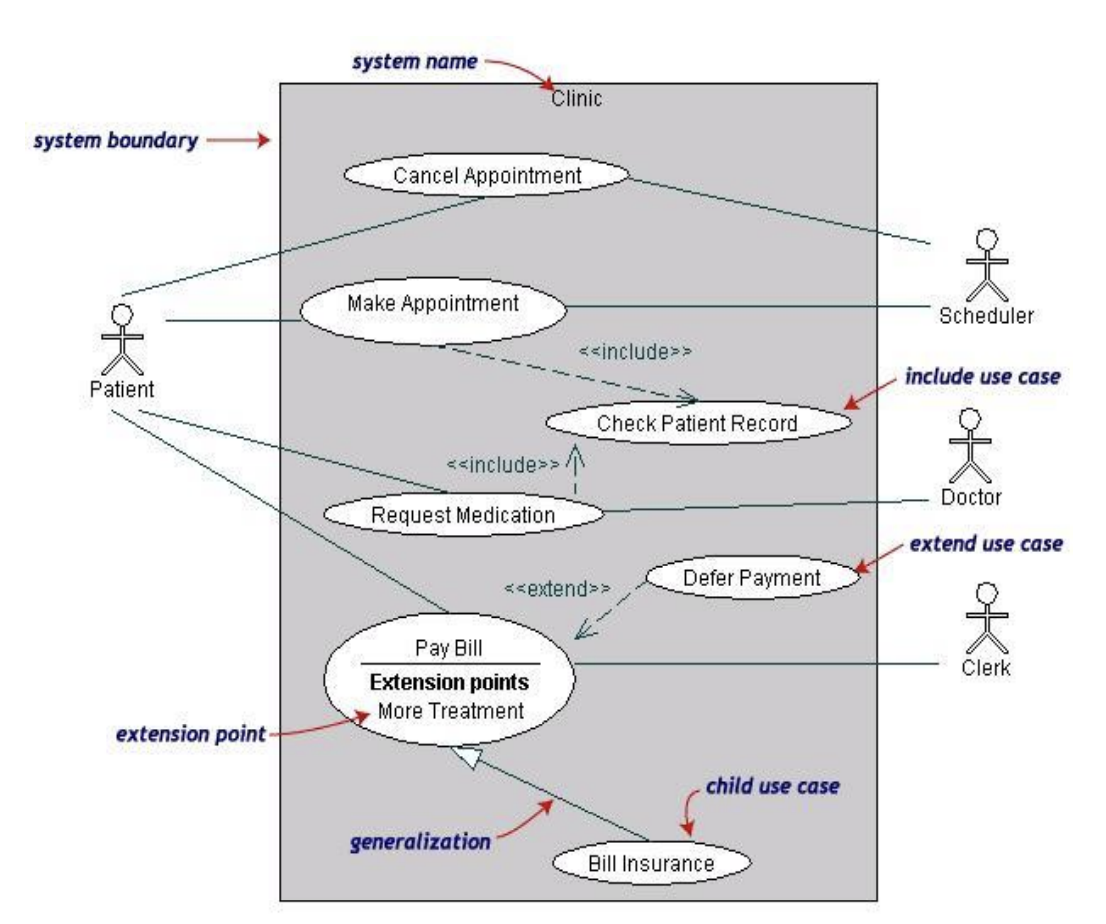 system name
Clinic
system boundary
Cancel Appointment
Make Appointment
Scheduler
<<include>>
Patient
include use case
Check Patient Record
<<include>>
Doctor
Request Medication
extend use case
Defer Payment
<<extend>>
Pay Bill
Clerk
Extension points
More Treatment
extension point
child use case
generalization
Bill Insurance